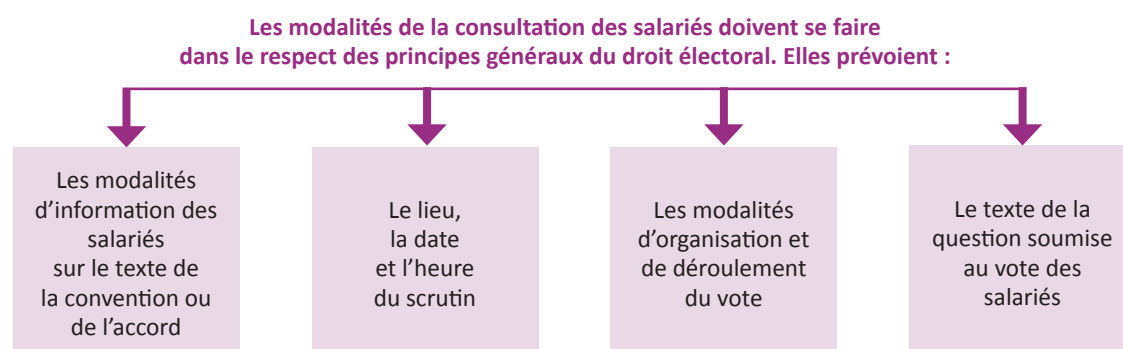 Les modalités de la consultation des salariés doivent se faire
dans le respect des principes généraux du droit électoral. Elles prévoient :
Les modalités
d’information des
salariés
sur le texte de
la convention ou
de l’accord
Le lieu,
la date
et l’heure
du scrutin
Les modalités
d’organisation et
de déroulement
du vote
Le texte de la
question soumise
au vote des
salariés